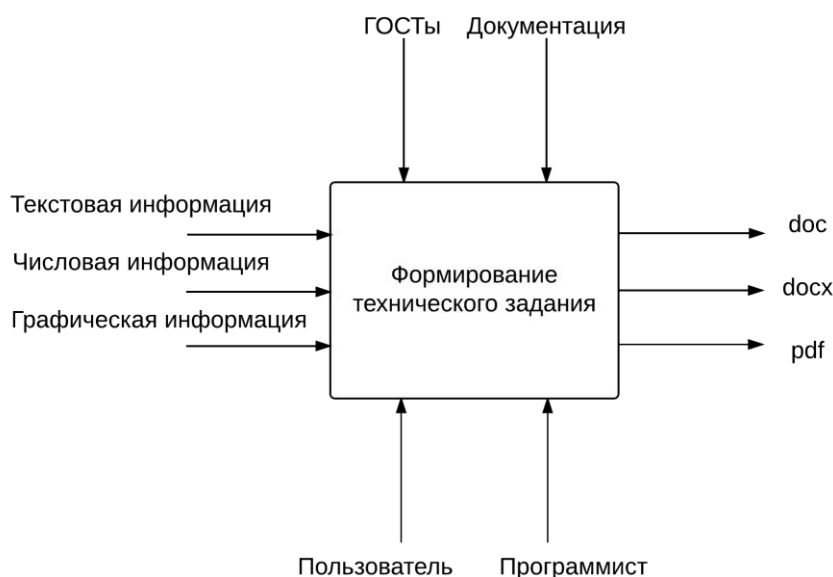 ГОСТы Документация
Текстовая информация
Числовая информация
Графическая информация
Формирование
технического задания
doc
docx
pdf
Пользователь Программист